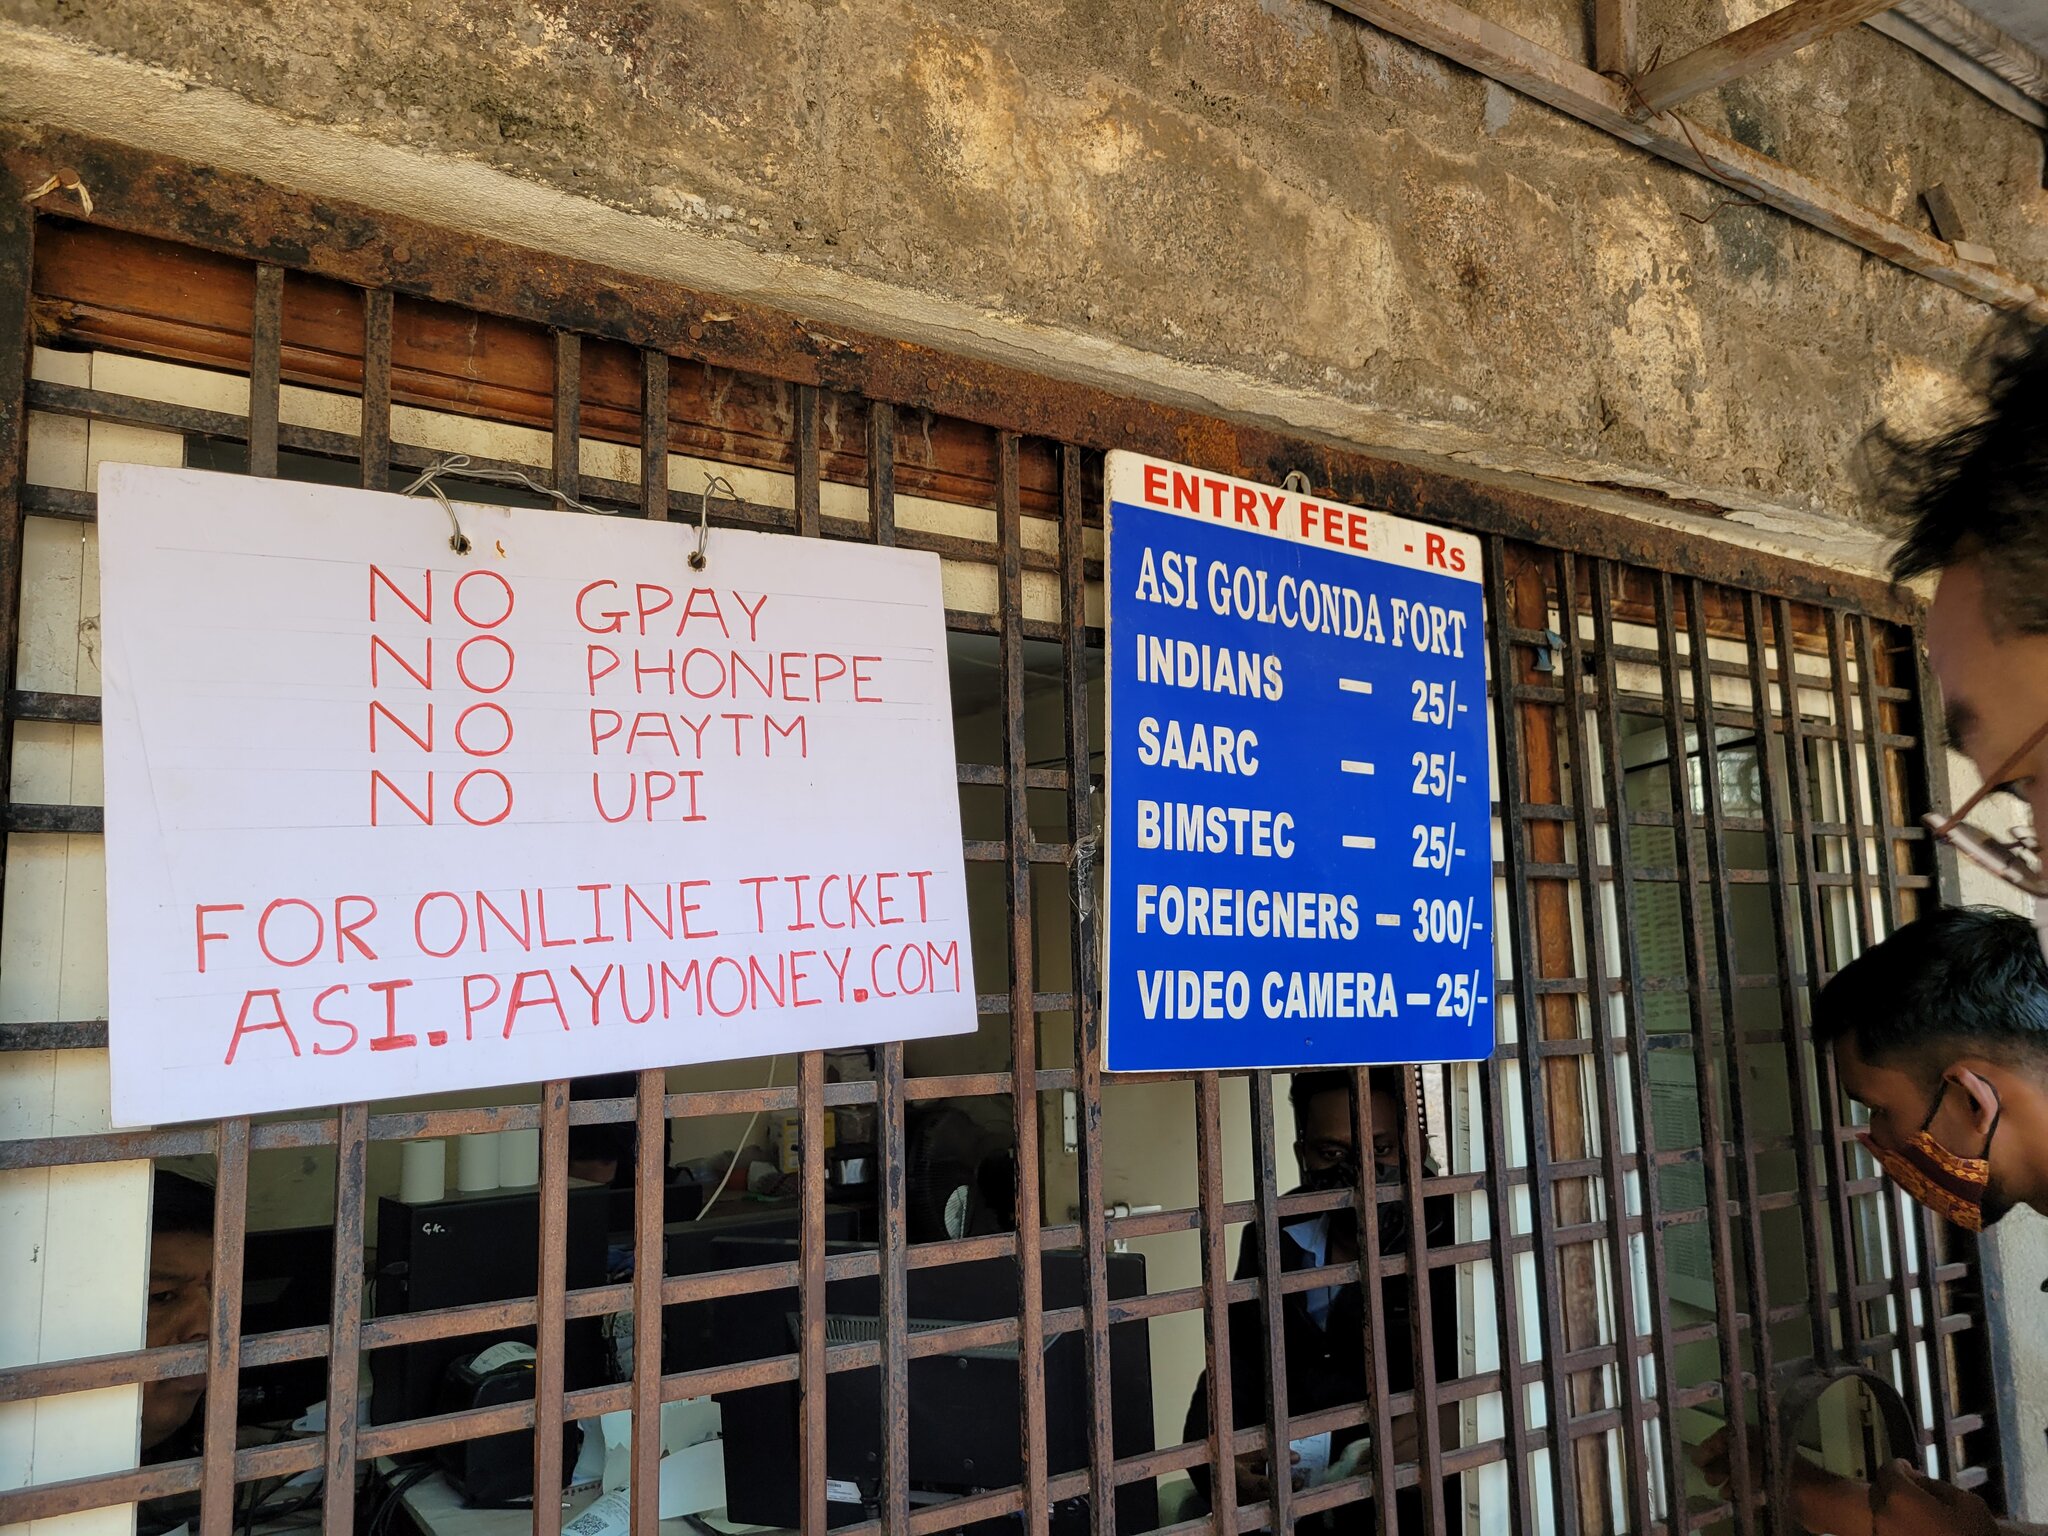 NO GPAY
NO PHONEPE
NO PAYTM
NO UPI
FOR ONLINE TICKET
ASI.PAYUMONEY.COM
ENTRY FEE - Rs
ASI GOLCONDA FORT
INDIANS — 25/-
SAARC — 25/-
BIMSTEC — 25/-
FOREIGNERS — 300/-
VIDEO CAMERA — 25/-